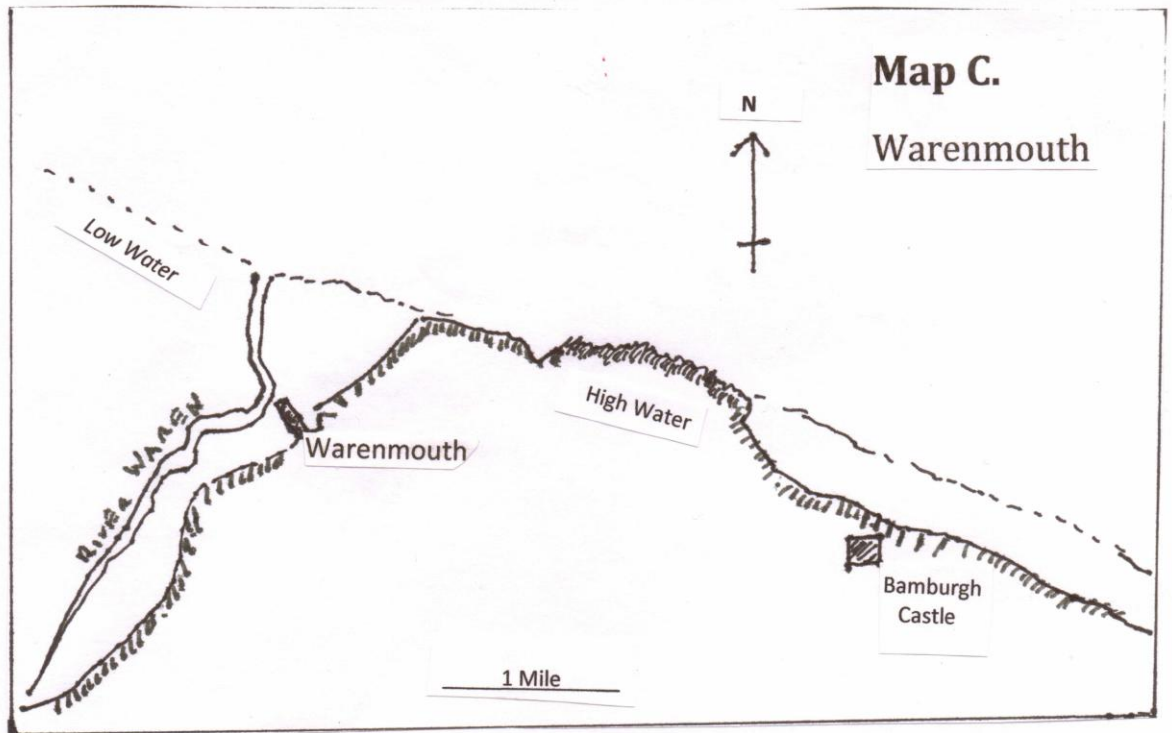 Map C.
N
Warenmouth
Low Water
High Water
RIVER WAREN
Warenmouth
Bamburgh
Castle
1 Mile